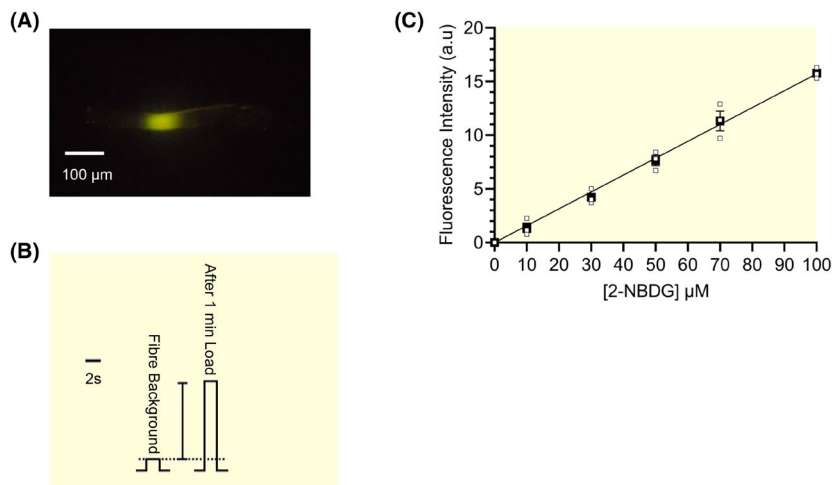 (A)
100 µm
(B)
2s
Fibre Background
After 1 min Load
(C)
Fluorescence Intensity (a.u)
20
15
10
5
0
0 10 20 30 40 50 60 70 80 90 100
[2-NBDG] µM